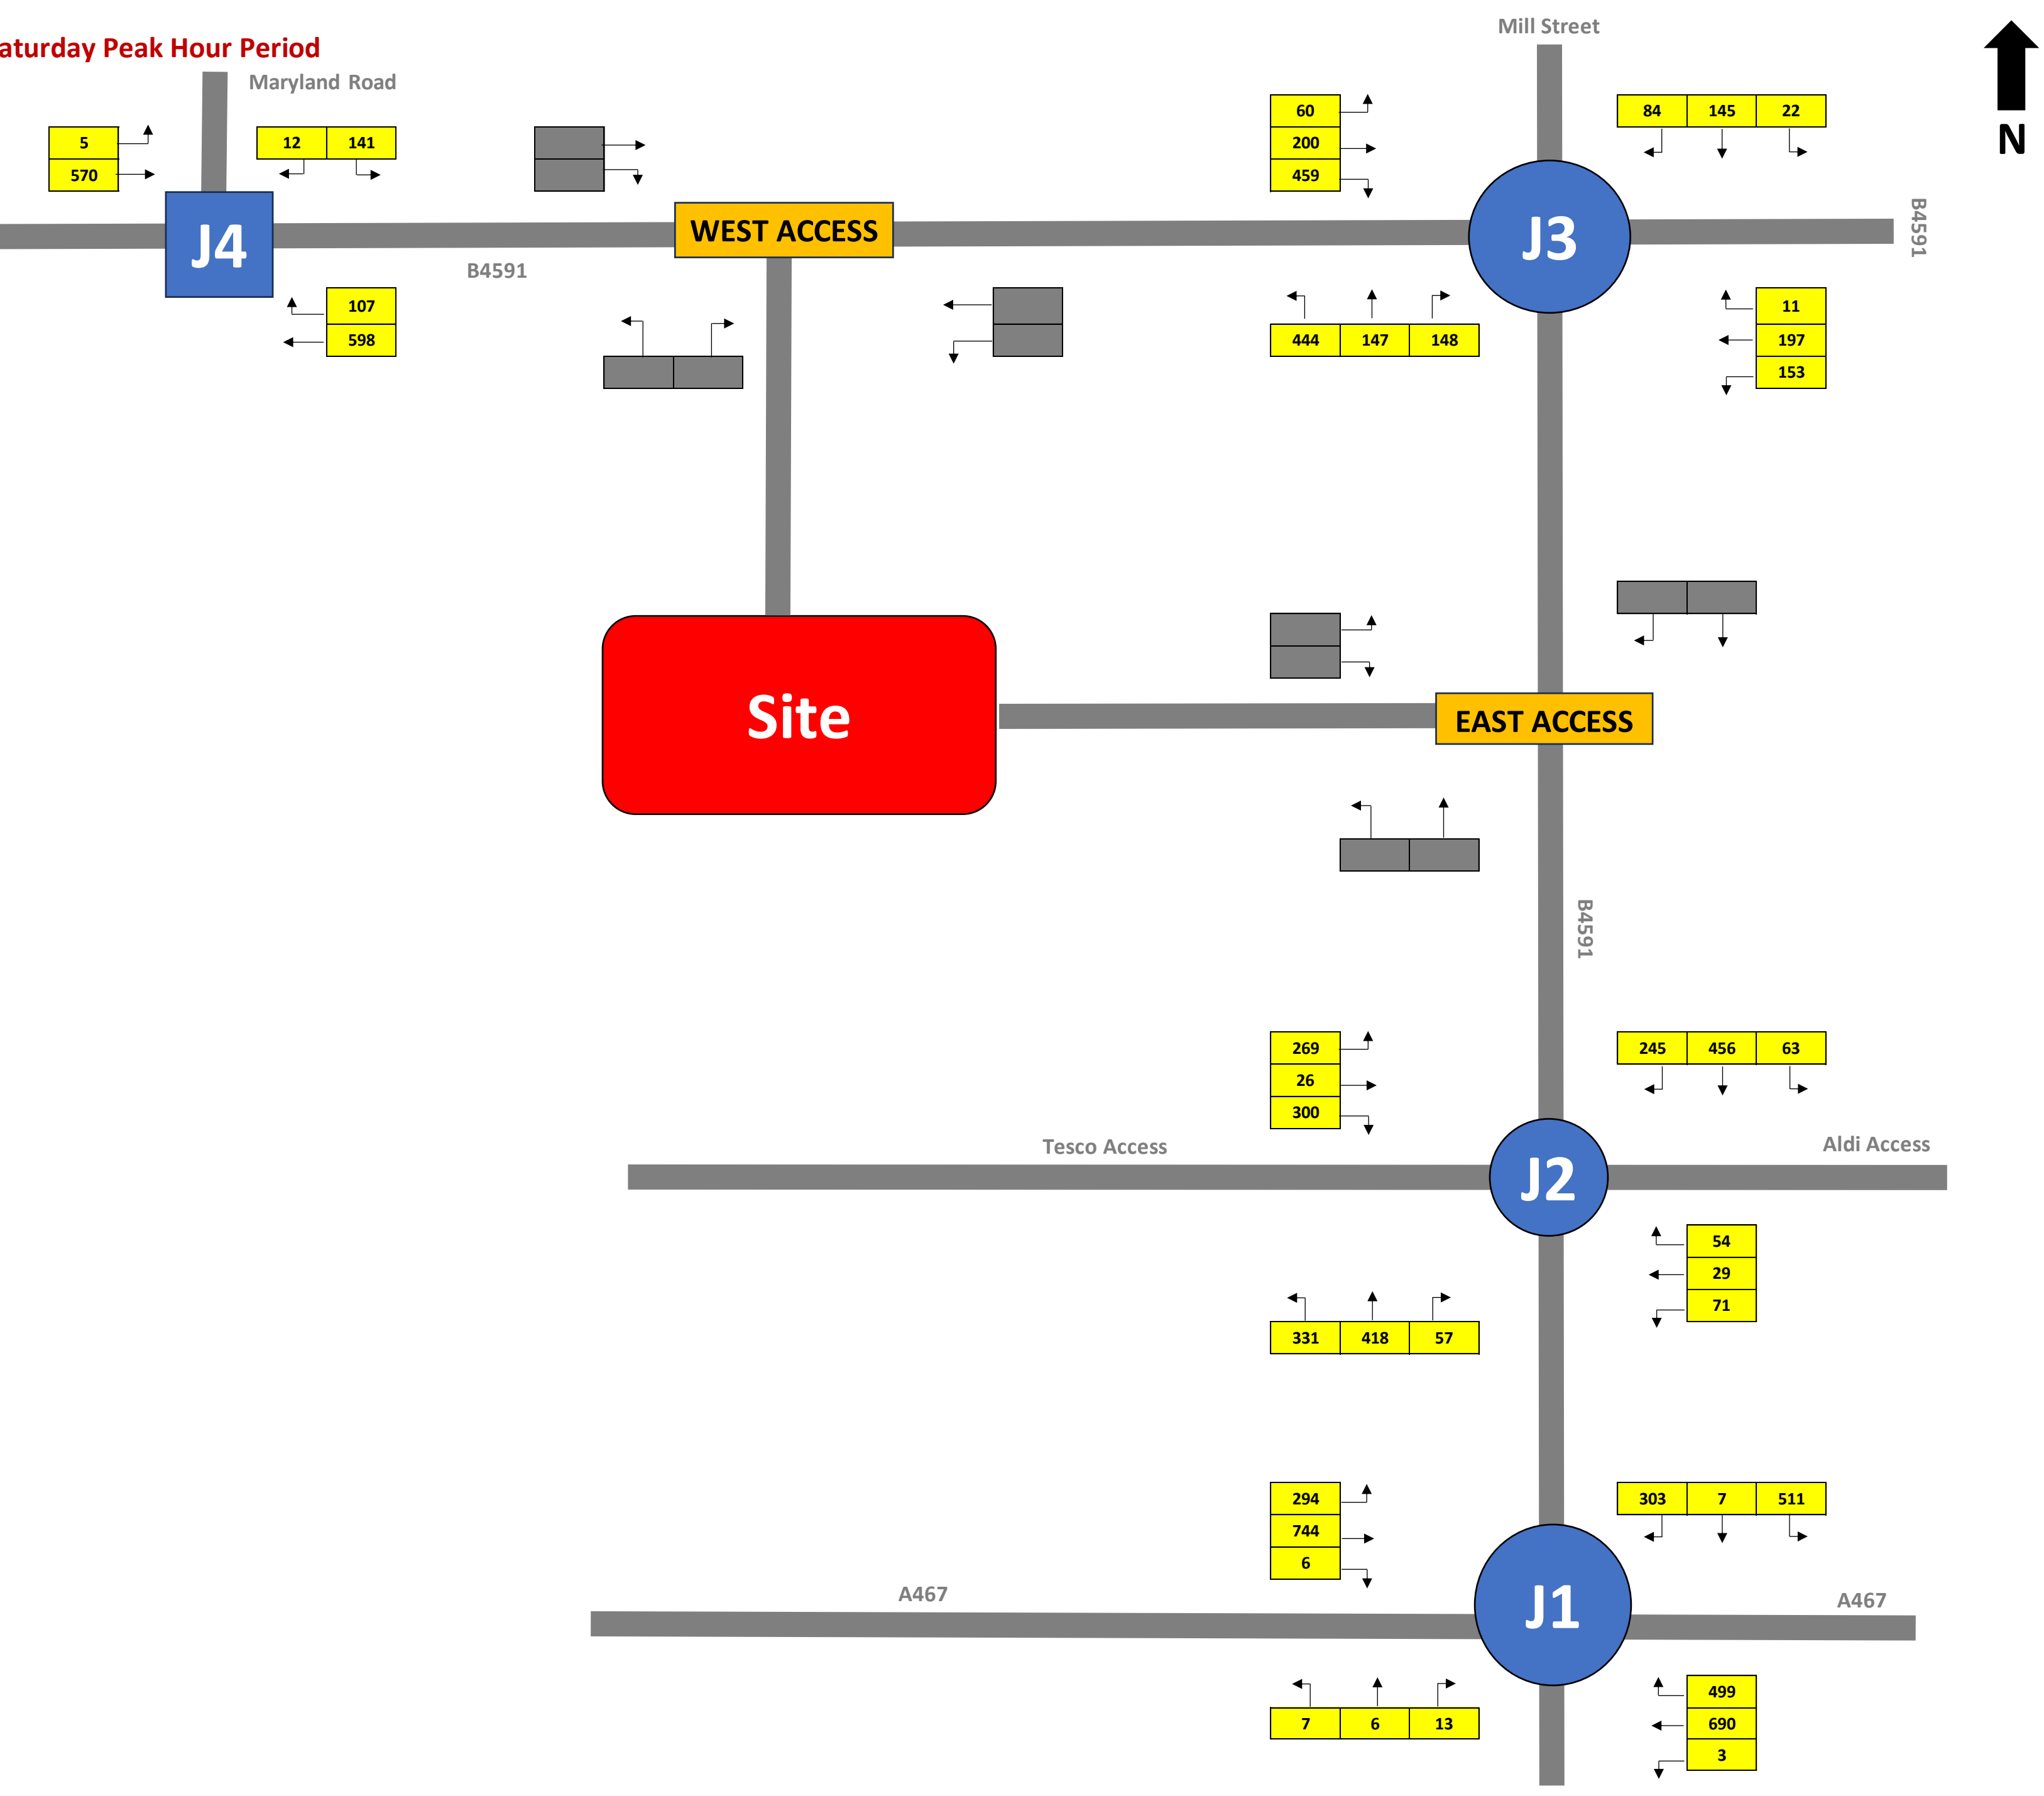 Mill Street
aturday Peak Hour Period
Maryland Road
60
200
459
84 145 22
N
5
570
12 141
J4
WEST ACCESS
J3
B4591
B4591
107
598
444 147 148
11
197
153
Site
EAST ACCESS
B4591
269
26
300
245 456 63
Tesco Access
Aldi Access
J2
54
29
71
331 418 57
294
744
6
303 7 511
A467
A467
J1
7 6 13
499
690
3